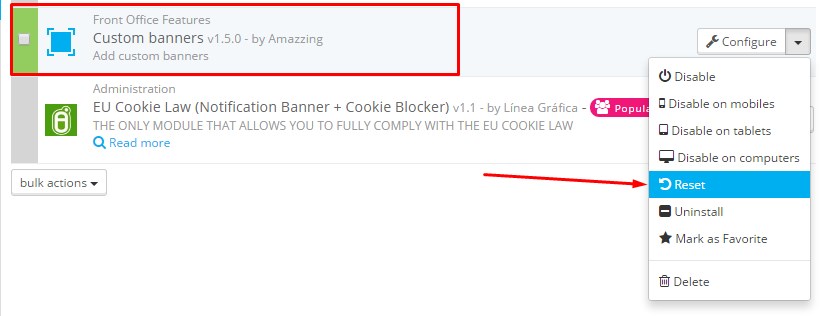 Front Office Features
Custom banners v1.5.0 - by Amazzing
Add custom banners
Configure
Disable
Disable on mobiles
Disable on tablets
Disable on computers
Reset
Uninstall
Mark as Favorite
Delete
Administration
EU Cookie Law (Notification Banner + Cookie Blocker) v1.1 - by Línea Gráfica -
THE ONLY MODULE THAT ALLOWS YOU TO FULLY COMPLY WITH THE EU COOKIE LAW
Read more
bulk actions